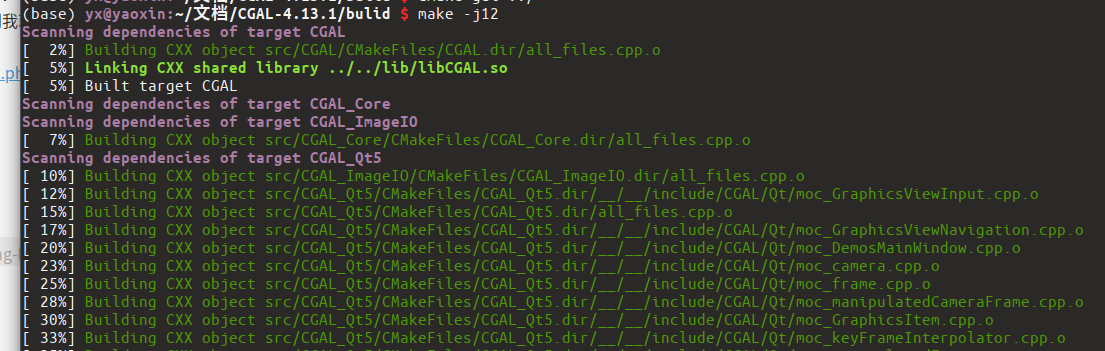 (base) yx@yaoxin:~/文档/CGAL-4.13.1/bulid $ make -j12
Scanning dependencies of target CGAL
[  2%] Building CXX object src/CGAL/CMakeFiles/CGAL.dir/all_files.cpp.o
[  5%] Linking CXX shared library ../../lib/libCGAL.so
[  5%] Built target CGAL
Scanning dependencies of target CGAL_Core
Scanning dependencies of target CGAL_ImageIO
[  7%] Building CXX object src/CGAL_Core/CMakeFiles/CGAL_Core.dir/all_files.cpp.o
Scanning dependencies of target CGAL_Qt5
[ 10%] Building CXX object src/CGAL_ImageIO/CMakeFiles/CGAL_ImageIO.dir/all_files.cpp.o
[ 12%] Building CXX object src/CGAL_Qt5/CMakeFiles/CGAL_Qt5.dir/__/__/include/CGAL/Qt/moc_GraphicsViewInput.cpp.o
[ 15%] Building CXX object src/CGAL_Qt5/CMakeFiles/CGAL_Qt5.dir/all_files.cpp.o
[ 17%] Building CXX object src/CGAL_Qt5/CMakeFiles/CGAL_Qt5.dir/__/__/include/CGAL/Qt/moc_GraphicsViewNavigation.cpp.o
[ 20%] Building CXX object src/CGAL_Qt5/CMakeFiles/CGAL_Qt5.dir/__/__/include/CGAL/Qt/moc_DemosMainWindow.cpp.o
[ 23%] Building CXX object src/CGAL_Qt5/CMakeFiles/CGAL_Qt5.dir/__/__/include/CGAL/Qt/moc_camera.cpp.o
[ 25%] Building CXX object src/CGAL_Qt5/CMakeFiles/CGAL_Qt5.dir/__/__/include/CGAL/Qt/moc_frame.cpp.o
[ 28%] Building CXX object src/CGAL_Qt5/CMakeFiles/CGAL_Qt5.dir/__/__/include/CGAL/Qt/moc_manipulatedCameraFrame.cpp.o
[ 30%] Building CXX object src/CGAL_Qt5/CMakeFiles/CGAL_Qt5.dir/__/__/include/CGAL/Qt/moc_GraphicsItem.cpp.o
[ 33%] Building CXX object src/CGAL_Qt5/CMakeFiles/CGAL_Qt5.dir/__/__/include/CGAL/Qt/moc_keyFrameInterpolator.cpp.o